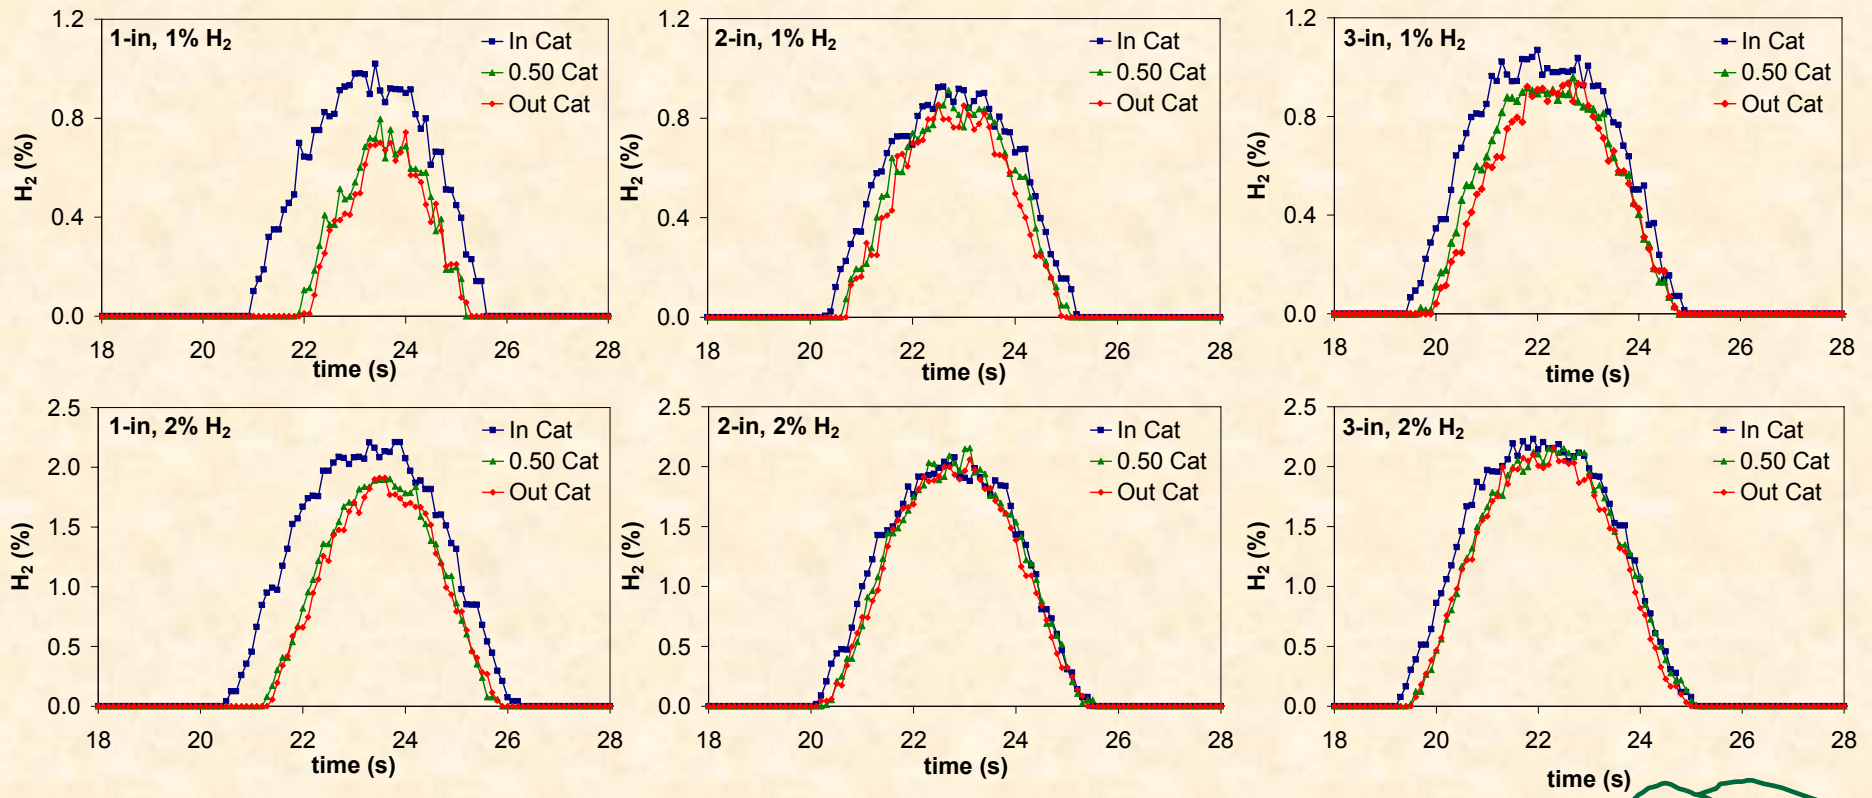 1-in, 1% H2
In Cat
0.50 Cat
Out Cat
H2 (%)
1.2
0.8
0.4
0.0
18 20 22 24 26 28
time (s)
2-in, 1% H2
In Cat
0.50 Cat
Out Cat
H2 (%)
1.2
0.8
0.4
0.0
18 20 22 24 26 28
time (s)
3-in, 1% H2
In Cat
0.50 Cat
Out Cat
H2 (%)
1.2
0.8
0.4
0.0
18 20 22 24 26 28
time (s)
1-in, 2% H2
In Cat
0.50 Cat
Out Cat
H2 (%)
2.5
2.0
1.5
1.0
0.5
0.0
18 20 22 24 26 28
time (s)
2-in, 2% H2
In Cat
0.50 Cat
Out Cat
H2 (%)
2.5
2.0
1.5
1.0
0.5
0.0
18 20 22 24 26 28
time (s)
3-in, 2% H2
In Cat
0.50 Cat
Out Cat
H2 (%)
2.5
2.0
1.5
1.0
0.5
0.0
18 20 22 24 26 28
time (s)